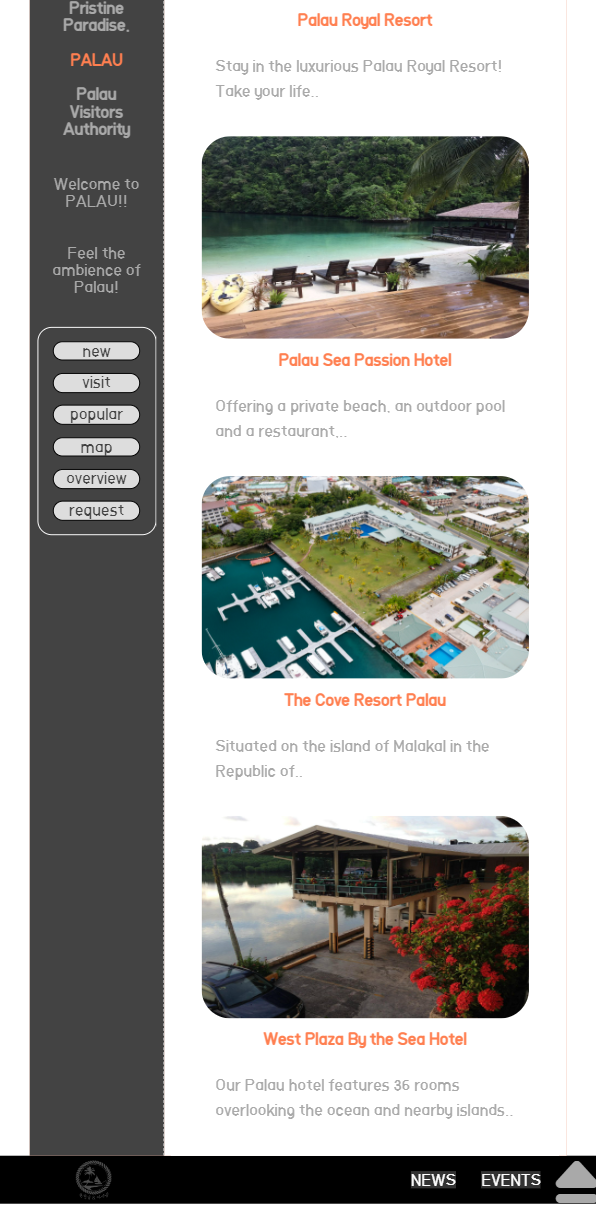 Pristine
Paradise.
PALAU
Palau
Visitors
Authority
Welcome to
PALAU!!
Feel the
ambience of
Palau!
new
visit
popular
map
overview
request
Palau Royal Resort
Stay in the luxurious Palau Royal Resort!
Take your life..
Palau Sea Passion Hotel
Offering a private beach, an outdoor pool
and a restaurant...
The Cove Resort Palau
Situated on the island of Malakal in the
Republic of..
West Plaza By the Sea Hotel
Our Palau hotel features 36 rooms
overlooking the ocean and nearby islands..
NEWS
EVENTS